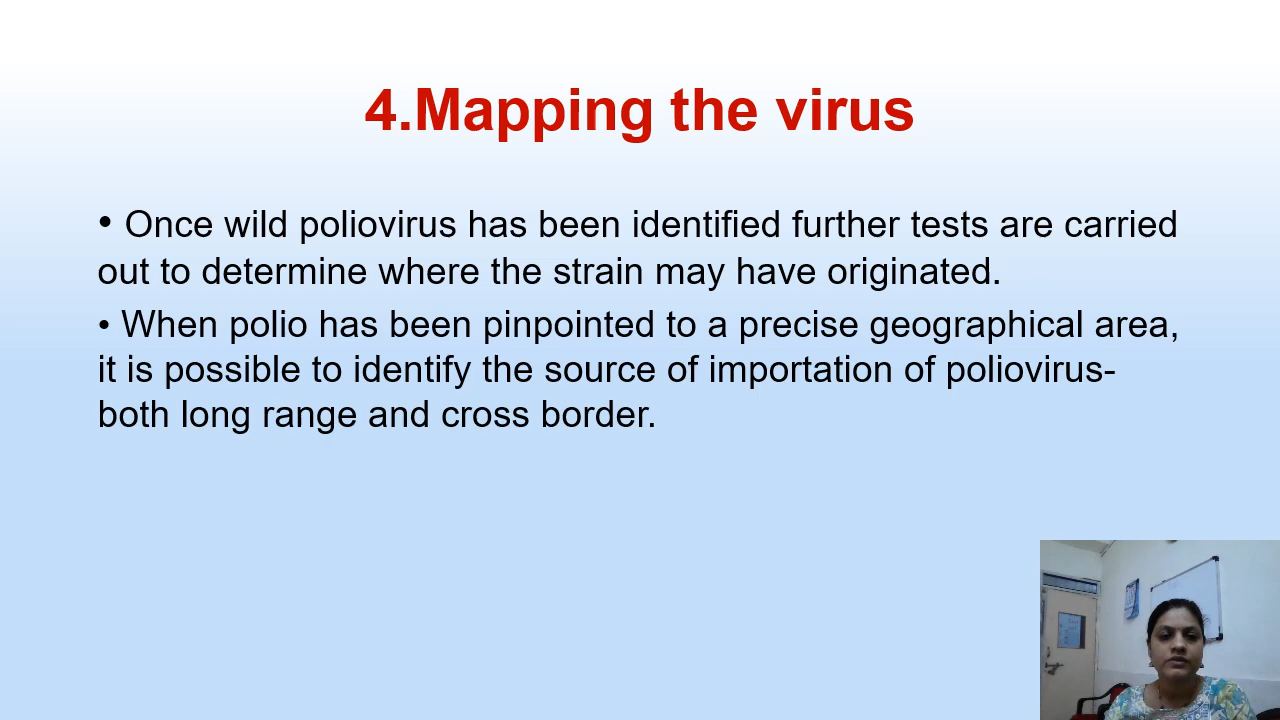 4.Mapping the virus
• Once wild poliovirus has been identified further tests are carried
out to determine where the strain may have originated.
• When polio has been pinpointed to a precise geographical area,
it is possible to identify the source of importation of poliovirus-
both long range and cross border.